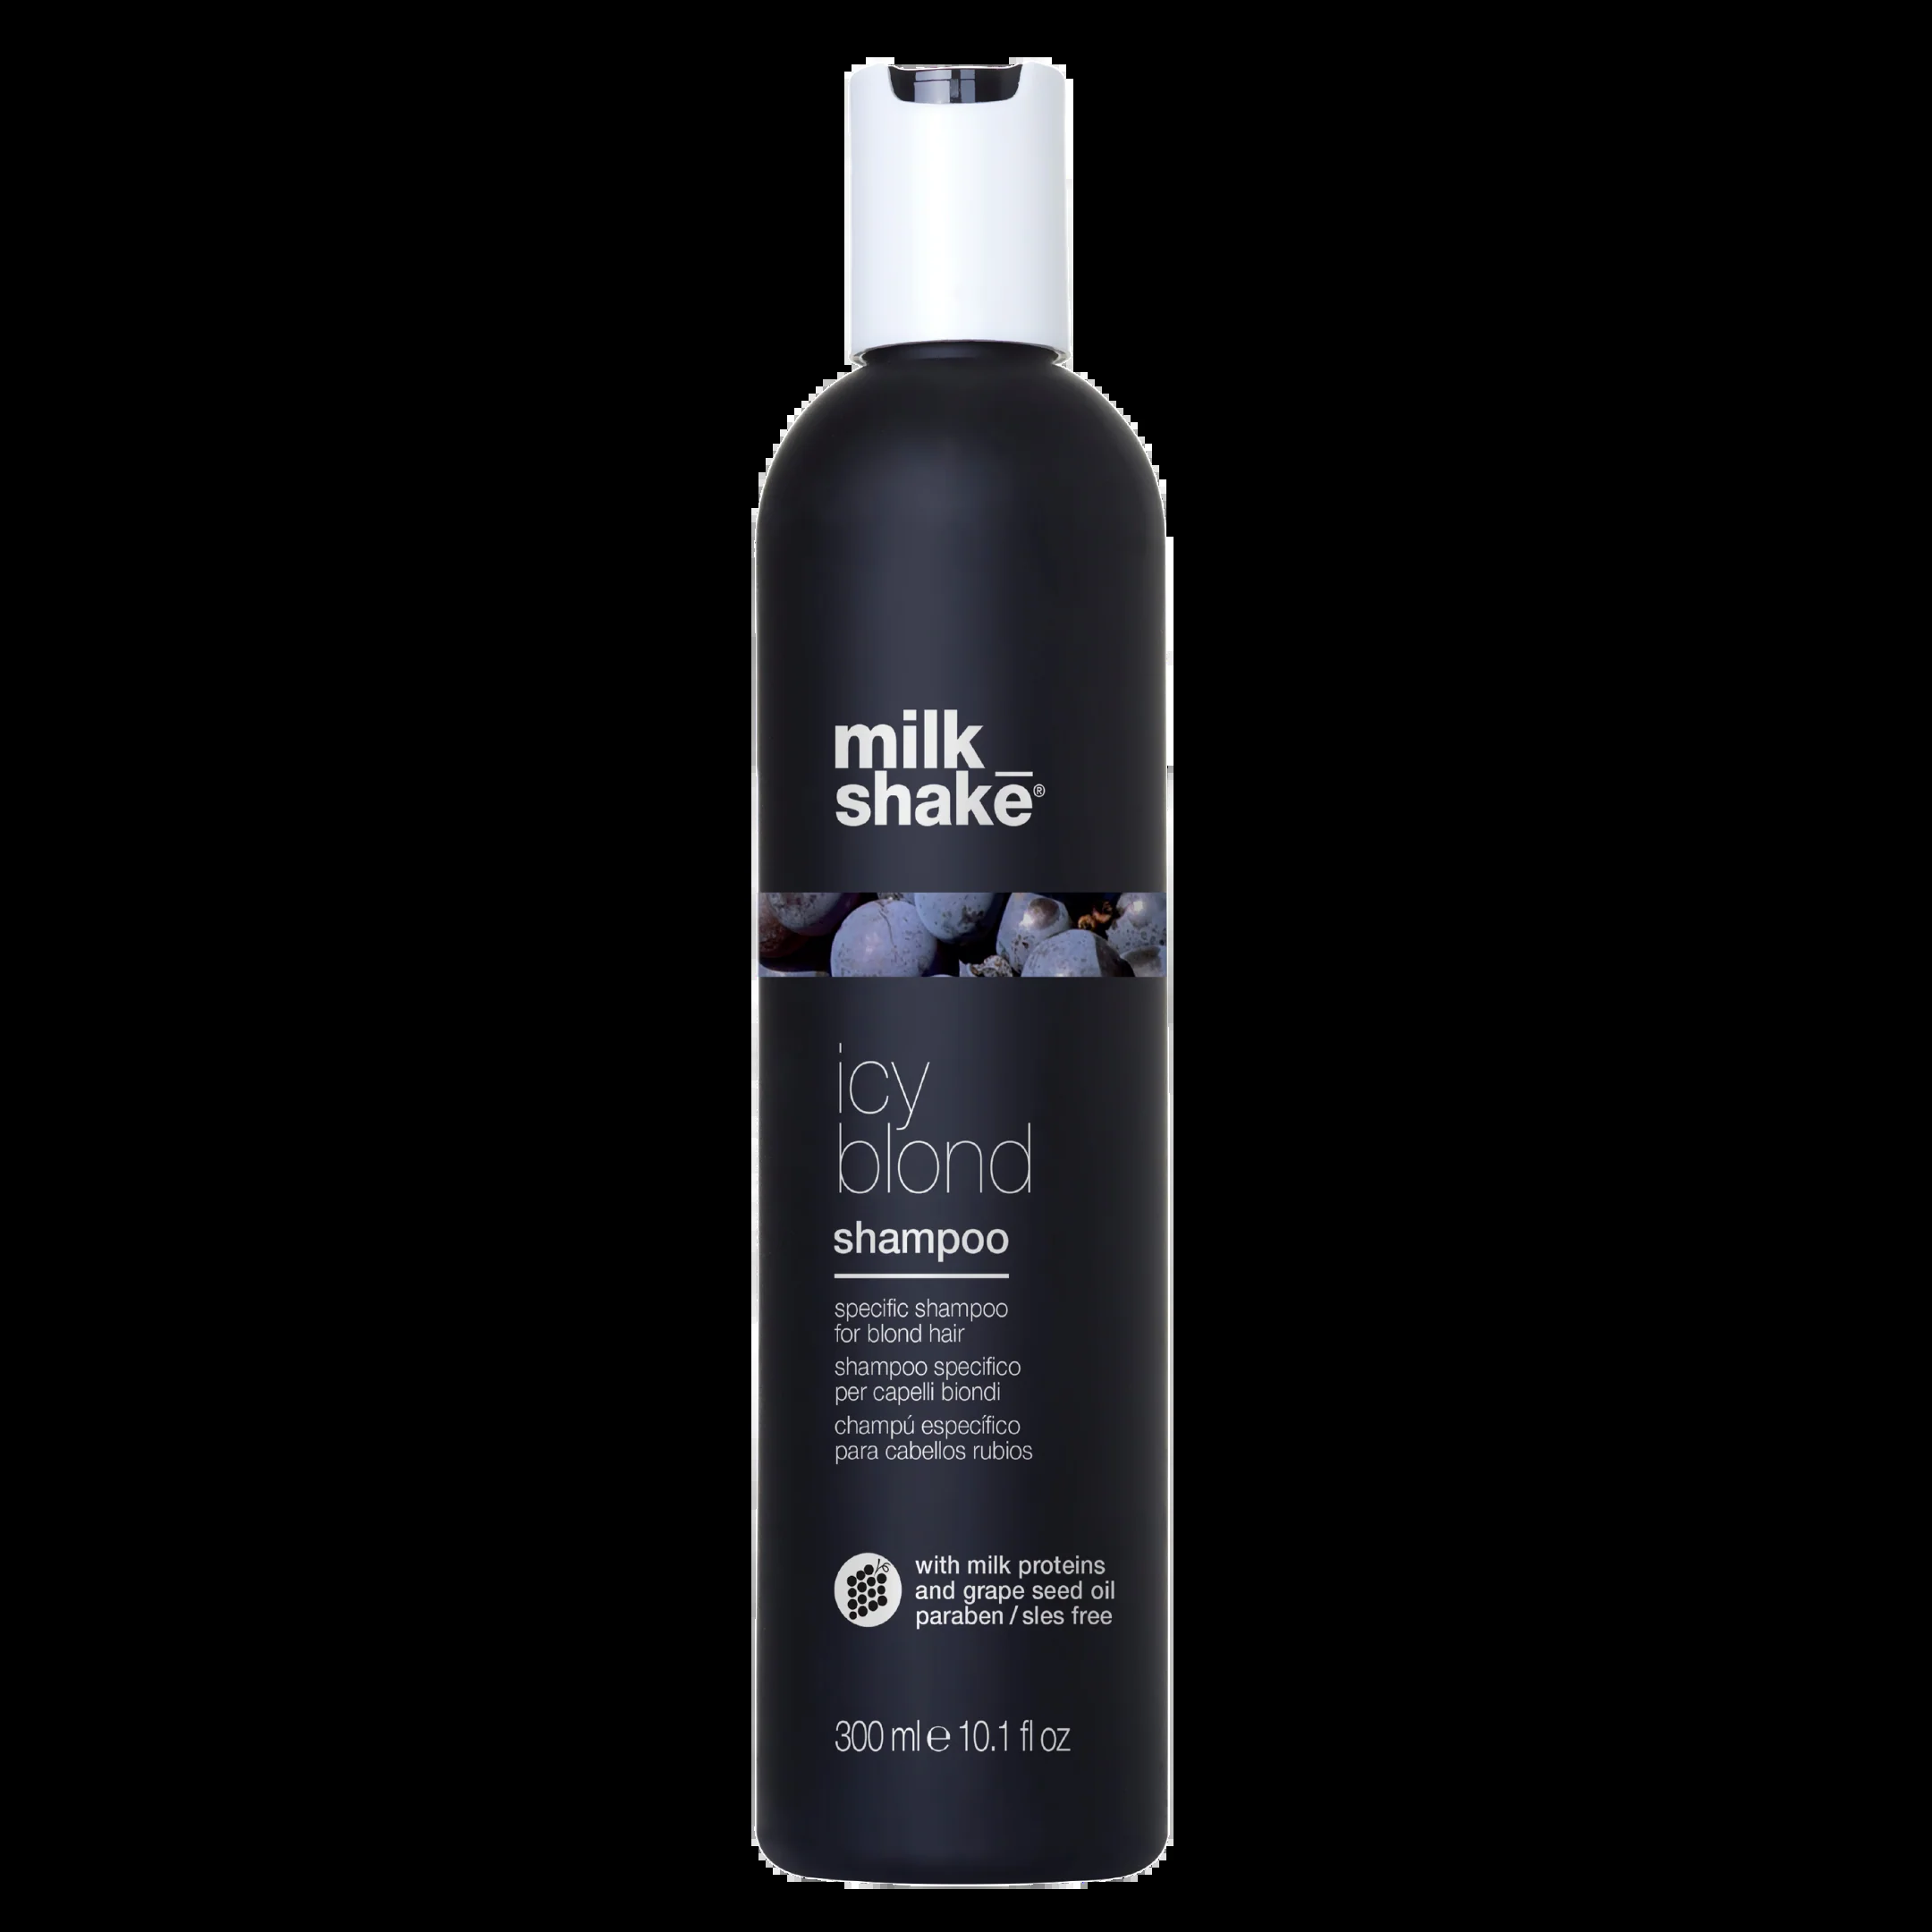 milk
shake®
icy
blond
shampoo
specific shampoo
for blond hair
shampoo specifico
per capelli biondi
champú específico
para cabellos rubios
with milk proteins
and grape seed oil
paraben / sles free
300 ml ℮ 10.1 fl oz